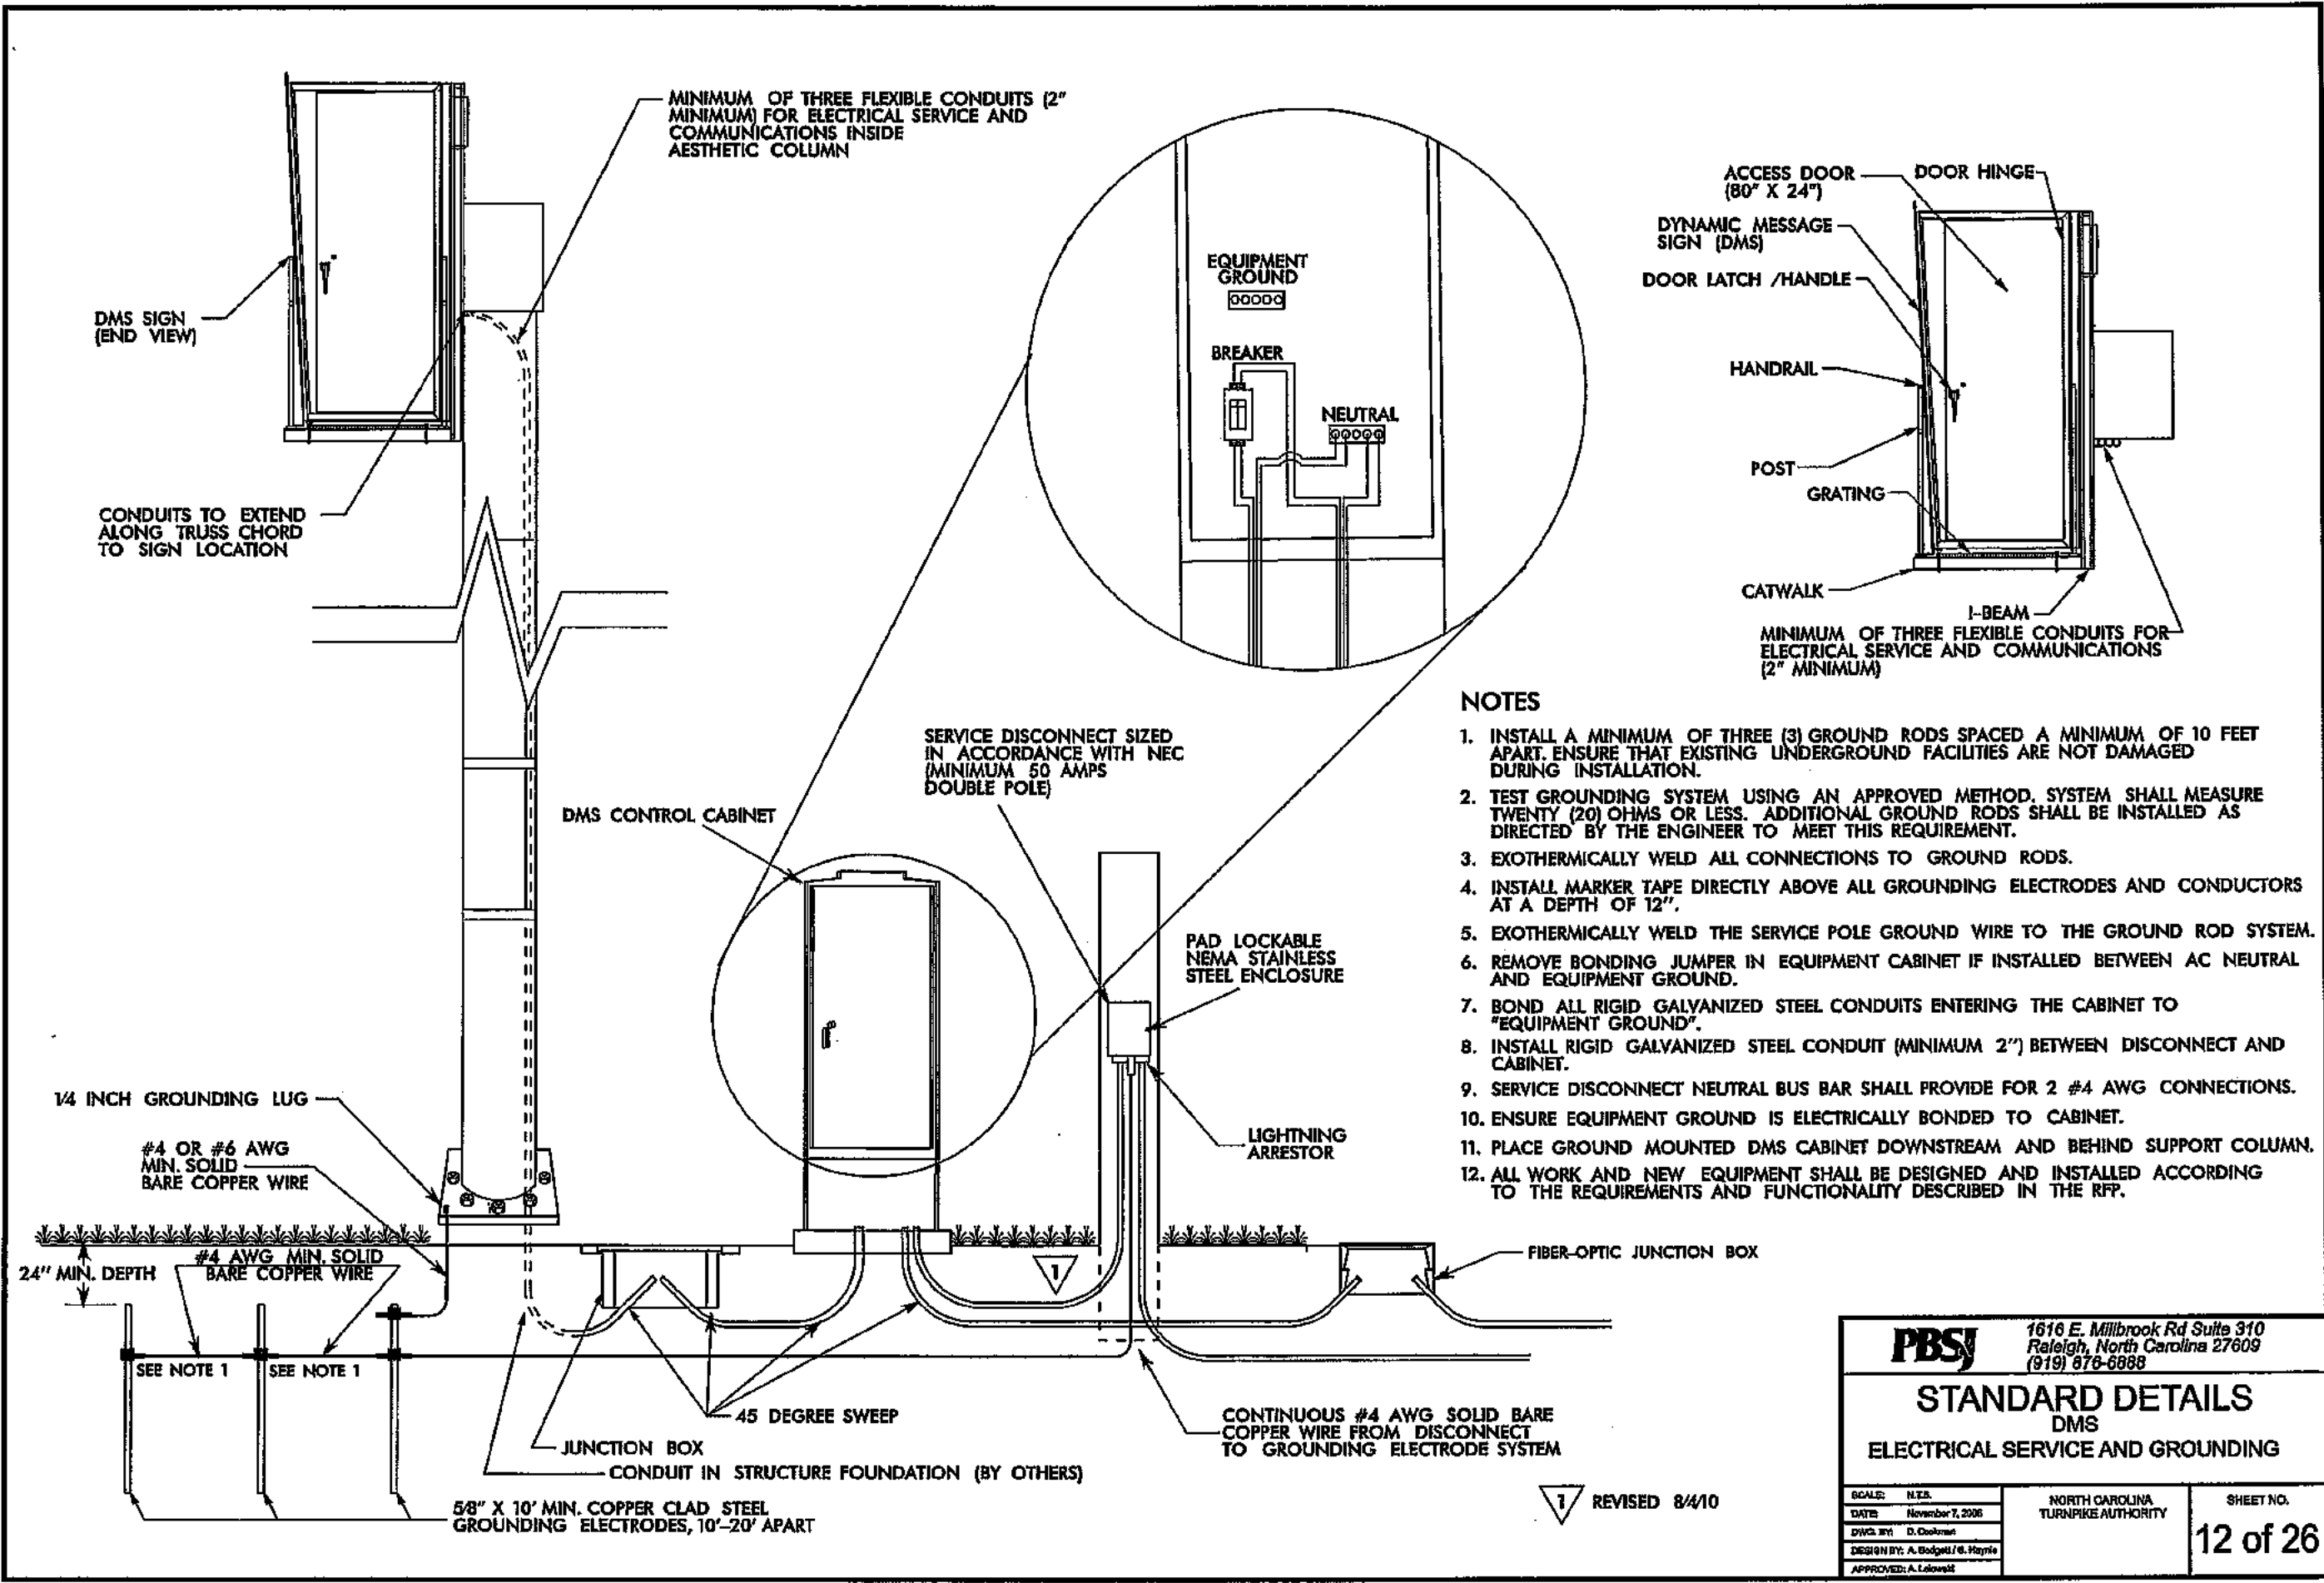 MINIMUM OF THREE FLEXIBLE CONDUITS (2"
MINIMUM) FOR ELECTRICAL SERVICE AND
COMMUNICATIONS INSIDE
AESTHETIC COLUMN
DMS SIGN
(END VIEW)
CONDUITS TO EXTEND
ALONG TRUSS CHORD
TO SIGN LOCATION
EQUIPMENT
GROUND
BREAKER
NEUTRAL
ACCESS DOOR
(80" X 24")
DOOR HINGE
DYNAMIC MESSAGE
SIGN (DMS)
DOOR LATCH /HANDLE
HANDRAIL
POST
GRATING
CATWALK
I-BEAM
MINIMUM OF THREE FLEXIBLE CONDUITS FOR
ELECTRICAL SERVICE AND COMMUNICATIONS
(2" MINIMUM)
SERVICE DISCONNECT SIZED
IN ACCORDANCE WITH NEC
(MINIMUM 50 AMPS
DOUBLE POLE)
DMS CONTROL CABINET
PAD LOCKABLE
NEMA STAINLESS
STEEL ENCLOSURE
LIGHTNING
ARRESTOR
1/4 INCH GROUNDING LUG
#4 OR #6 AWG
MIN. SOLID
BARE COPPER WIRE
24" MIN. DEPTH
#4 AWG MIN. SOLID
BARE COPPER WIRE
SEE NOTE 1
SEE NOTE 1
1
FIBER-OPTIC JUNCTION BOX
45 DEGREE SWEEP
JUNCTION BOX
CONDUIT IN STRUCTURE FOUNDATION (BY OTHERS)
5/8" X 10' MIN. COPPER CLAD STEEL
GROUNDING ELECTRODES, 10'-20' APART
CONTINUOUS #4 AWG SOLID BARE
COPPER WIRE FROM DISCONNECT
TO GROUNDING ELECTRODE SYSTEM
NOTES
1. INSTALL A MINIMUM OF THREE (3) GROUND RODS SPACED A MINIMUM OF 10 FEET
APART. ENSURE THAT EXISTING UNDERGROUND FACILITIES ARE NOT DAMAGED
DURING INSTALLATION.
2. TEST GROUNDING SYSTEM USING AN APPROVED METHOD. SYSTEM SHALL MEASURE
TWENTY (20) OHMS OR LESS. ADDITIONAL GROUND RODS SHALL BE INSTALLED AS
DIRECTED BY THE ENGINEER TO MEET THIS REQUIREMENT.
3. EXOTHERMICALLY WELD ALL CONNECTIONS TO GROUND RODS.
4. INSTALL MARKER TAPE DIRECTLY ABOVE ALL GROUNDING ELECTRODES AND CONDUCTORS
AT A DEPTH OF 12".
5. EXOTHERMICALLY WELD THE SERVICE POLE GROUND WIRE TO THE GROUND ROD SYSTEM.
6. REMOVE BONDING JUMPER IN EQUIPMENT CABINET IF INSTALLED BETWEEN AC NEUTRAL
AND EQUIPMENT GROUND.
7. BOND ALL RIGID GALVANIZED STEEL CONDUITS ENTERING THE CABINET TO
"EQUIPMENT GROUND".
8. INSTALL RIGID GALVANIZED STEEL CONDUIT (MINIMUM 2") BETWEEN DISCONNECT AND
CABINET.
9. SERVICE DISCONNECT NEUTRAL BUS BAR SHALL PROVIDE FOR 2 #4 AWG CONNECTIONS.
10. ENSURE EQUIPMENT GROUND IS ELECTRICALLY BONDED TO CABINET.
11. PLACE GROUND MOUNTED DMS CABINET DOWNSTREAM AND BEHIND SUPPORT COLUMN.
12. ALL WORK AND NEW EQUIPMENT SHALL BE DESIGNED AND INSTALLED ACCORDING
TO THE REQUIREMENTS AND FUNCTIONALITY DESCRIBED IN THE RFP.
1 REVISED 8/4/10
PBSJ
1616 E. Millbrook Rd Suite 310
Raleigh, North Carolina 27609
(919) 876-6888
STANDARD DETAILS
DMS
ELECTRICAL SERVICE AND GROUNDING
SCALE: N.T.S.
DATE: November 7, 2006
DWG. BY: D.
DESIGN BY: A. / Haynie
APPROVED: A.
NORTH CAROLINA
TURNPIKE AUTHORITY
SHEET NO.
12 of 26